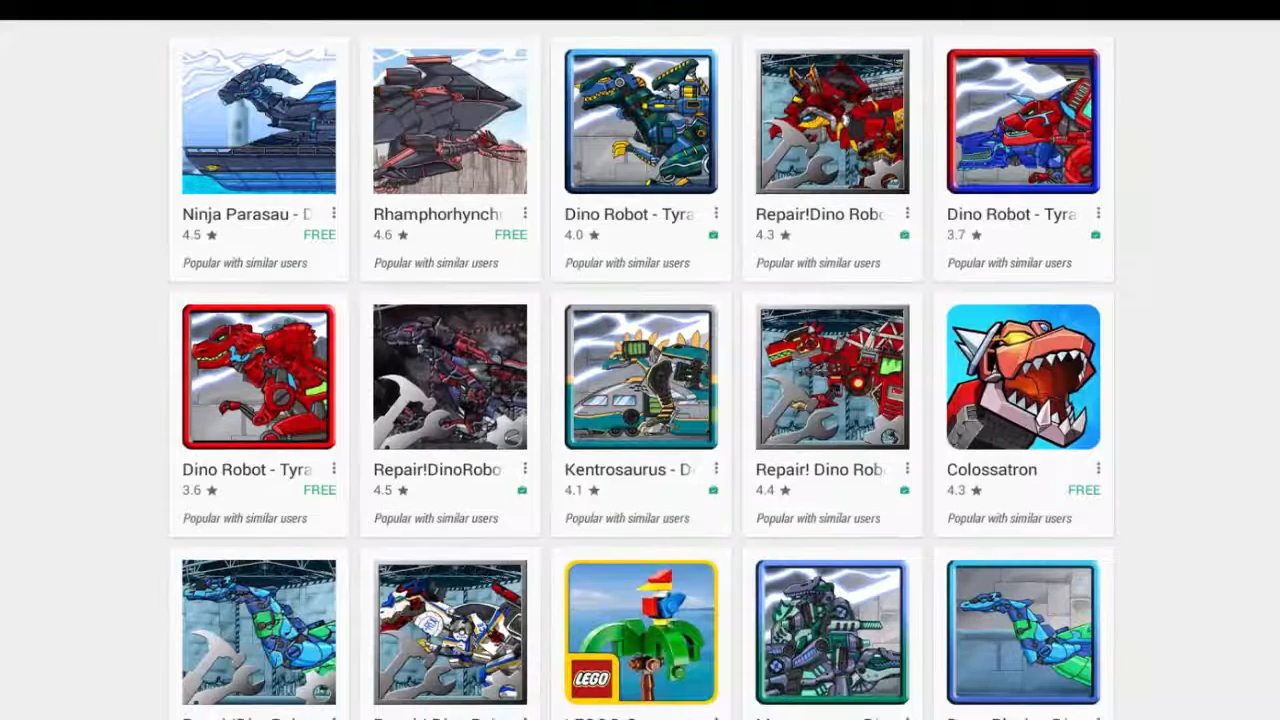 Ninja Parasau - D
4.5 ★ FREE
Popular with similar users
Rhamphorhynch
4.6 ★ FREE
Popular with similar users
Dino Robot - Tyra
4.0 ★
Popular with similar users
Repair!Dino Robo
4.3 ★
Popular with similar users
Dino Robot - Tyra
3.7 ★
Popular with similar users
Dino Robot - Tyra
3.6 ★ FREE
Popular with similar users
Repair!DinoRobo
4.5 ★
Popular with similar users
Kentrosaurus - D
4.1 ★
Popular with similar users
Repair! Dino Rob
4.4 ★
Popular with similar users
Colossatron
4.3 ★ FREE
Popular with similar users
LEGO